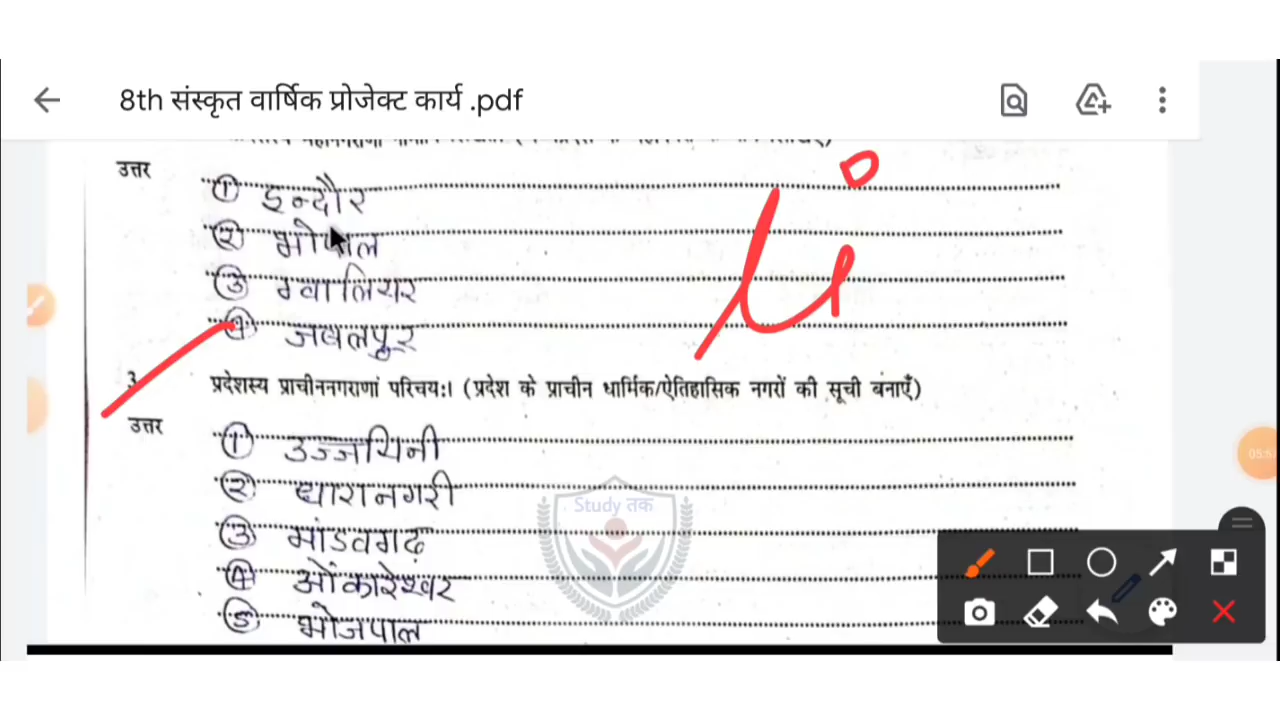 8th संस्कृत वार्षिक प्रोजेक्ट कार्य .pdf
उत्तर
① इन्दौर
② भोपाल
③ ग्वालियर
④ जबलपुर
3 प्रदेशस्य प्राचीननगराणां परिचयः। (प्रदेश के प्राचीन धार्मिक/ऐतिहासिक नगरों की सूची बंनाएँ)
उत्तर
① उज्जयिनी
② धारानगरी
③ मांडवगढ़
④ ओंकारेश्वर
⑤ भोजपाल
Study तक